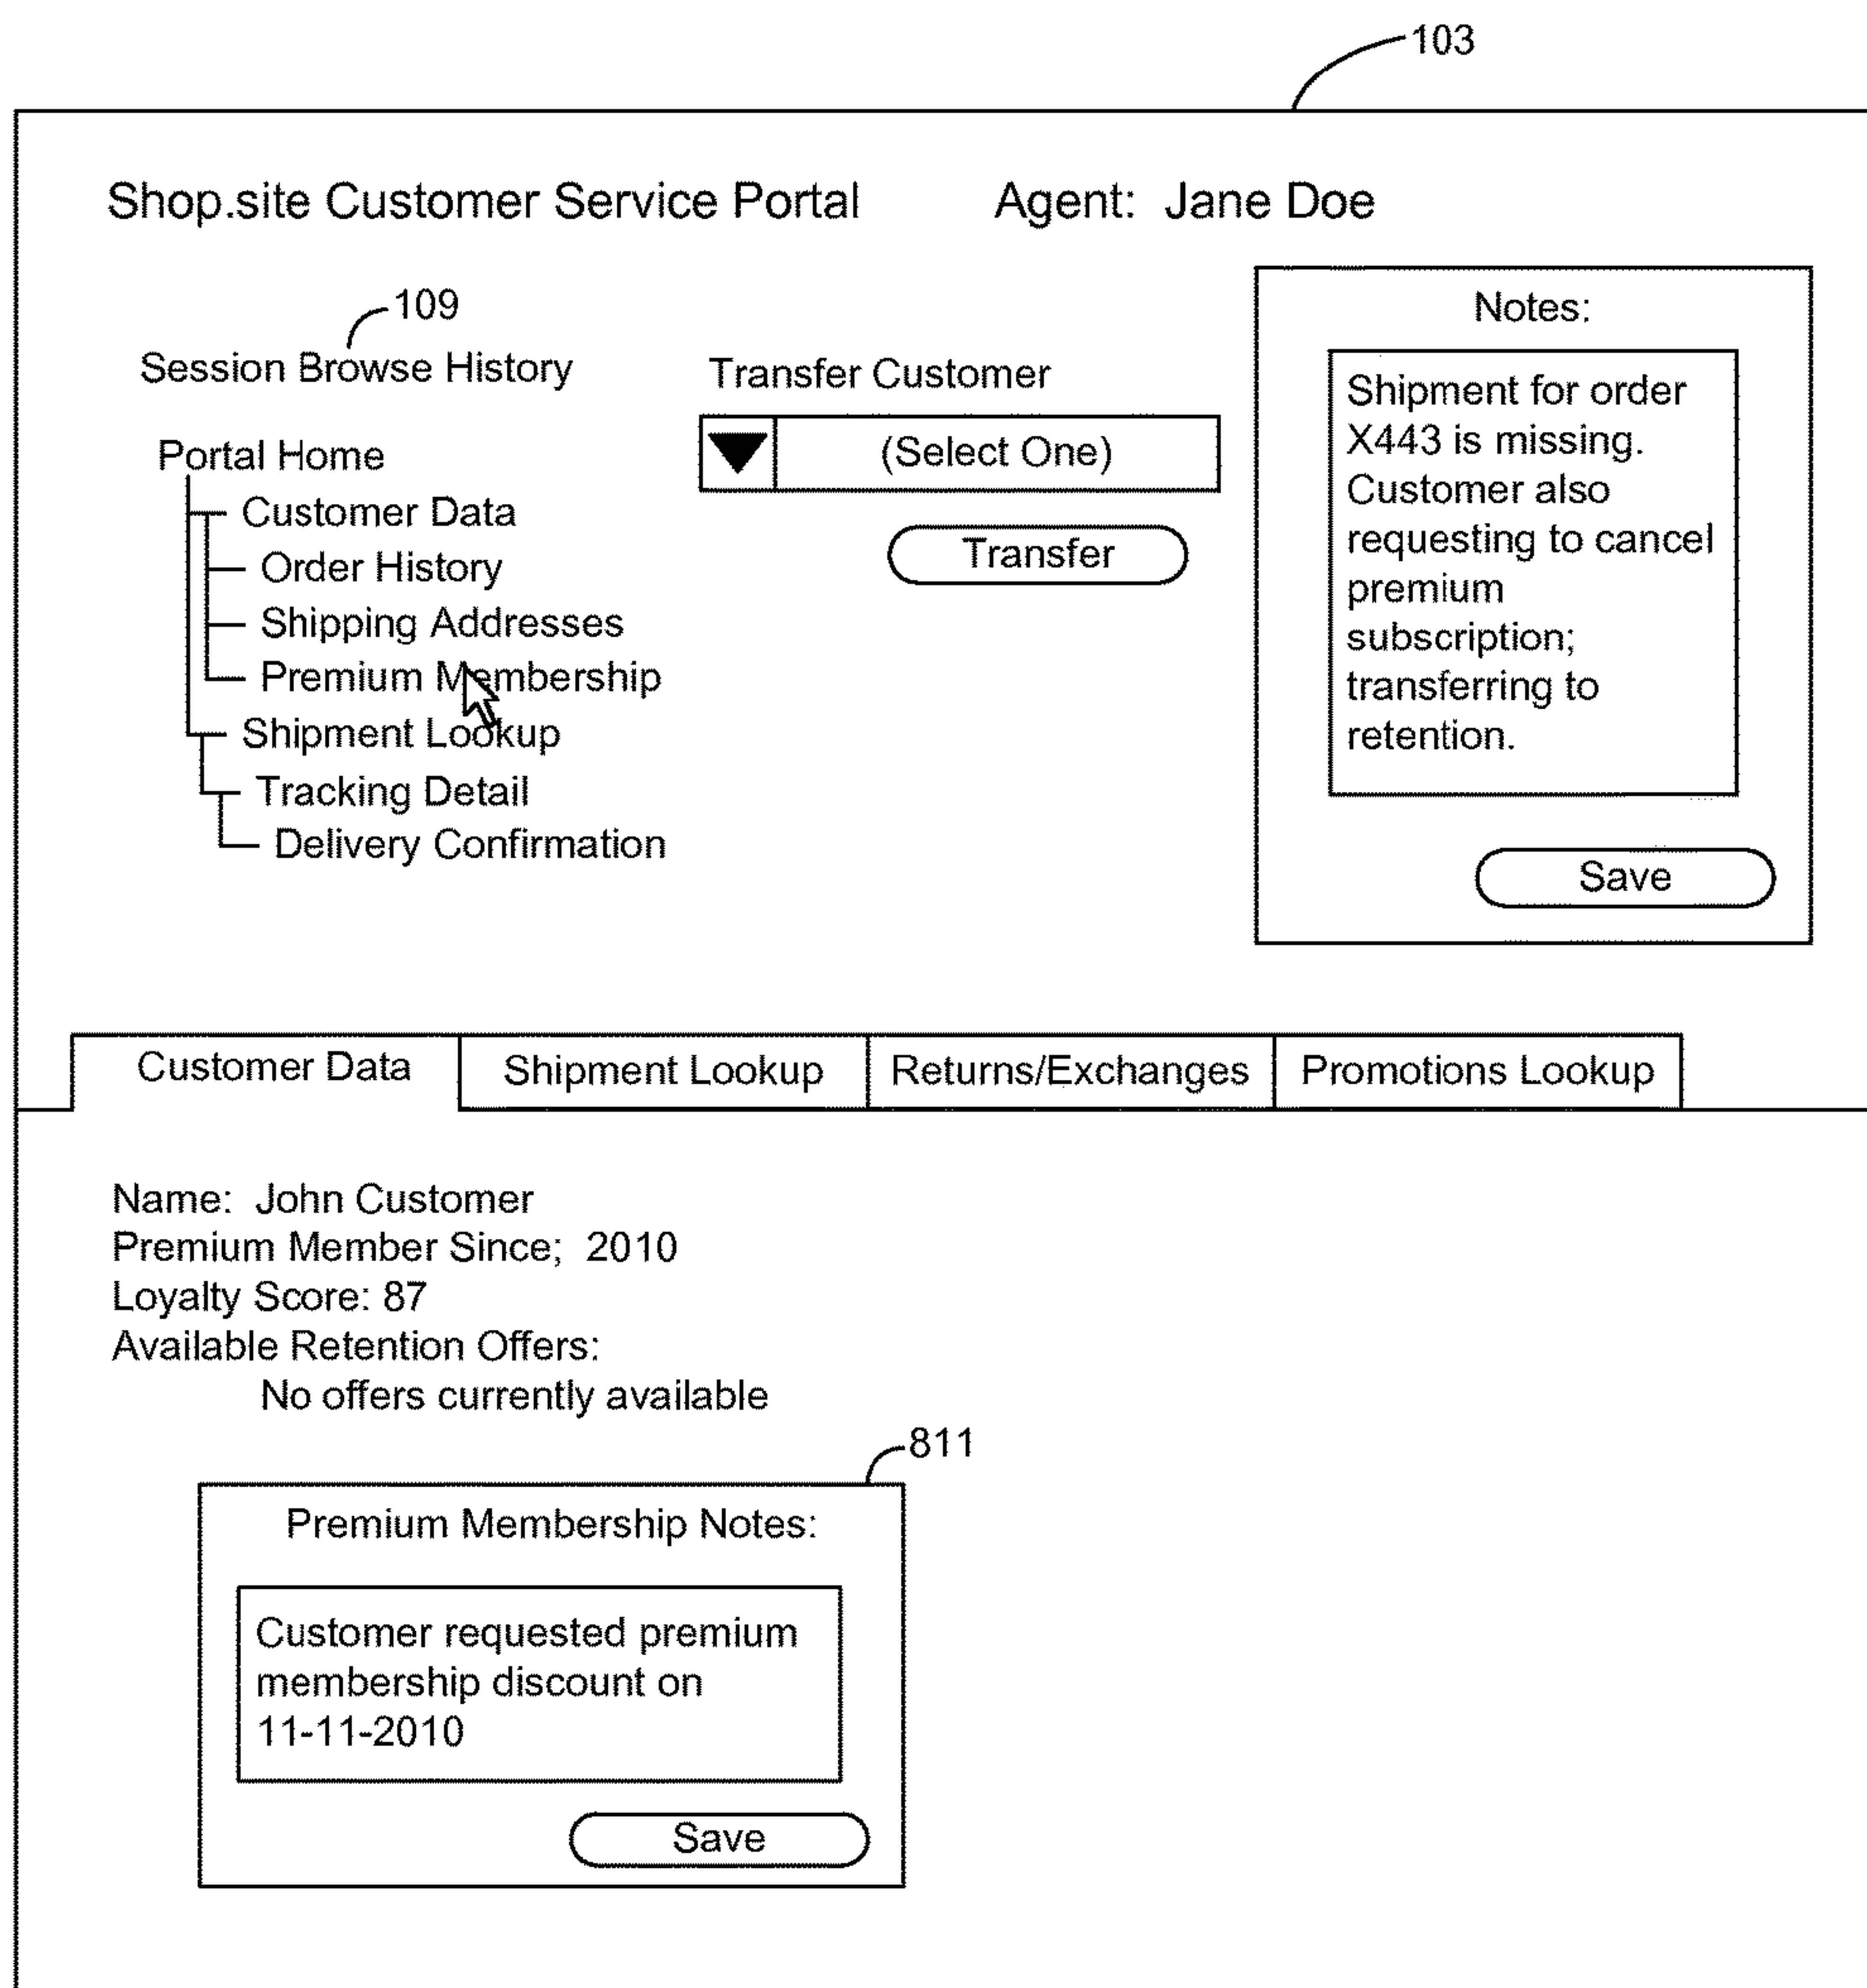 103
Shop.site Customer Service Portal
Agent: Jane Doe
109
Session Browse History
Portal Home
Customer Data
Order History
Shipping Addresses
Premium Membership
Shipment Lookup
Tracking Detail
Delivery Confirmation
Transfer Customer
(Select One)
Transfer
Notes:
Shipment for order
X443 is missing.
Customer also
requesting to cancel
premium
subscription;
transferring to
retention.
Save
Customer Data
Shipment Lookup
Returns/Exchanges
Promotions Lookup
Name: John Customer
Premium Member Since; 2010
Loyalty Score: 87
Available Retention Offers:
No offers currently available
811
Premium Membership Notes:
Customer requested premium
membership discount on
11-11-2010
Save